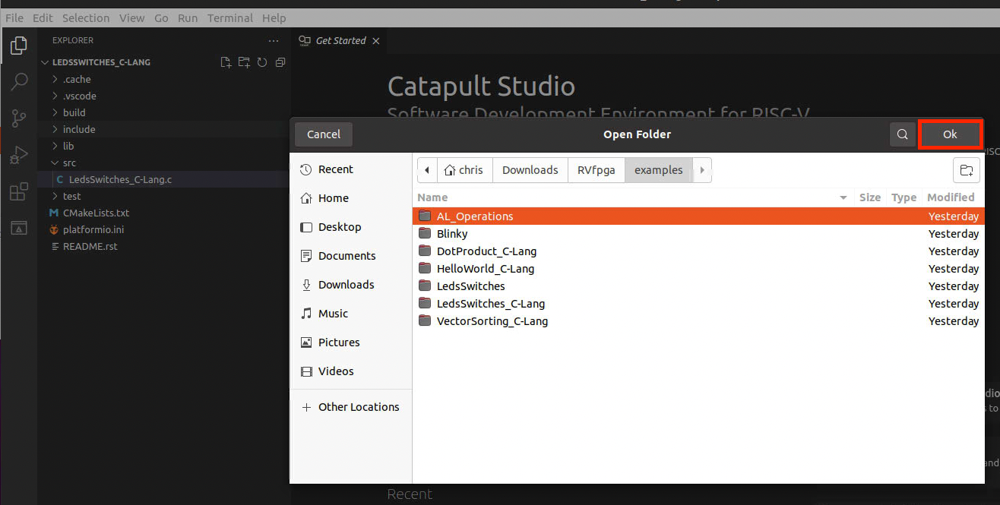 File Edit Selection View Go Run Terminal Help
EXPLORER
Get Started
LEDSSWITCHES_C-LANG
.cache
.vscode
build
include
lib
src
C LedsSwitches_C-Lang.c
test
M CMakeLists.txt
platformio.ini
README.rst
Catapult Studio
Software Development Environment for RISC-V
Cancel
Open Folder
Ok
Recent
Home
Desktop
Documents
Downloads
Music
Pictures
Videos
Other Locations
chris Downloads RVfpga examples
Name Size Type Modified
AL_Operations Yesterday
Blinky Yesterday
DotProduct_C-Lang Yesterday
HelloWorld_C-Lang Yesterday
LedsSwitches Yesterday
LedsSwitches_C-Lang Yesterday
VectorSorting_C-Lang Yesterday
dio
s to
and
Recent